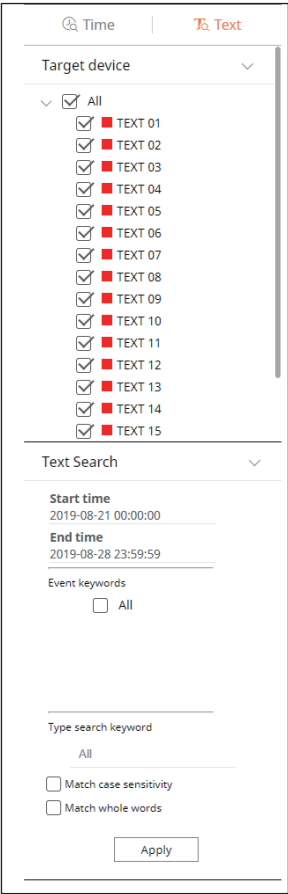 Time Text
Target device
All
TEXT 01
TEXT 02
TEXT 03
TEXT 04
TEXT 05
TEXT 06
TEXT 07
TEXT 08
TEXT 09
TEXT 10
TEXT 11
TEXT 12
TEXT 13
TEXT 14
TEXT 15
Text Search
Start time
2019-08-21 00:00:00
End time
2019-08-28 23:59:59
Event keywords
All
Type search keyword
All
Match case sensitivity
Match whole words
Apply